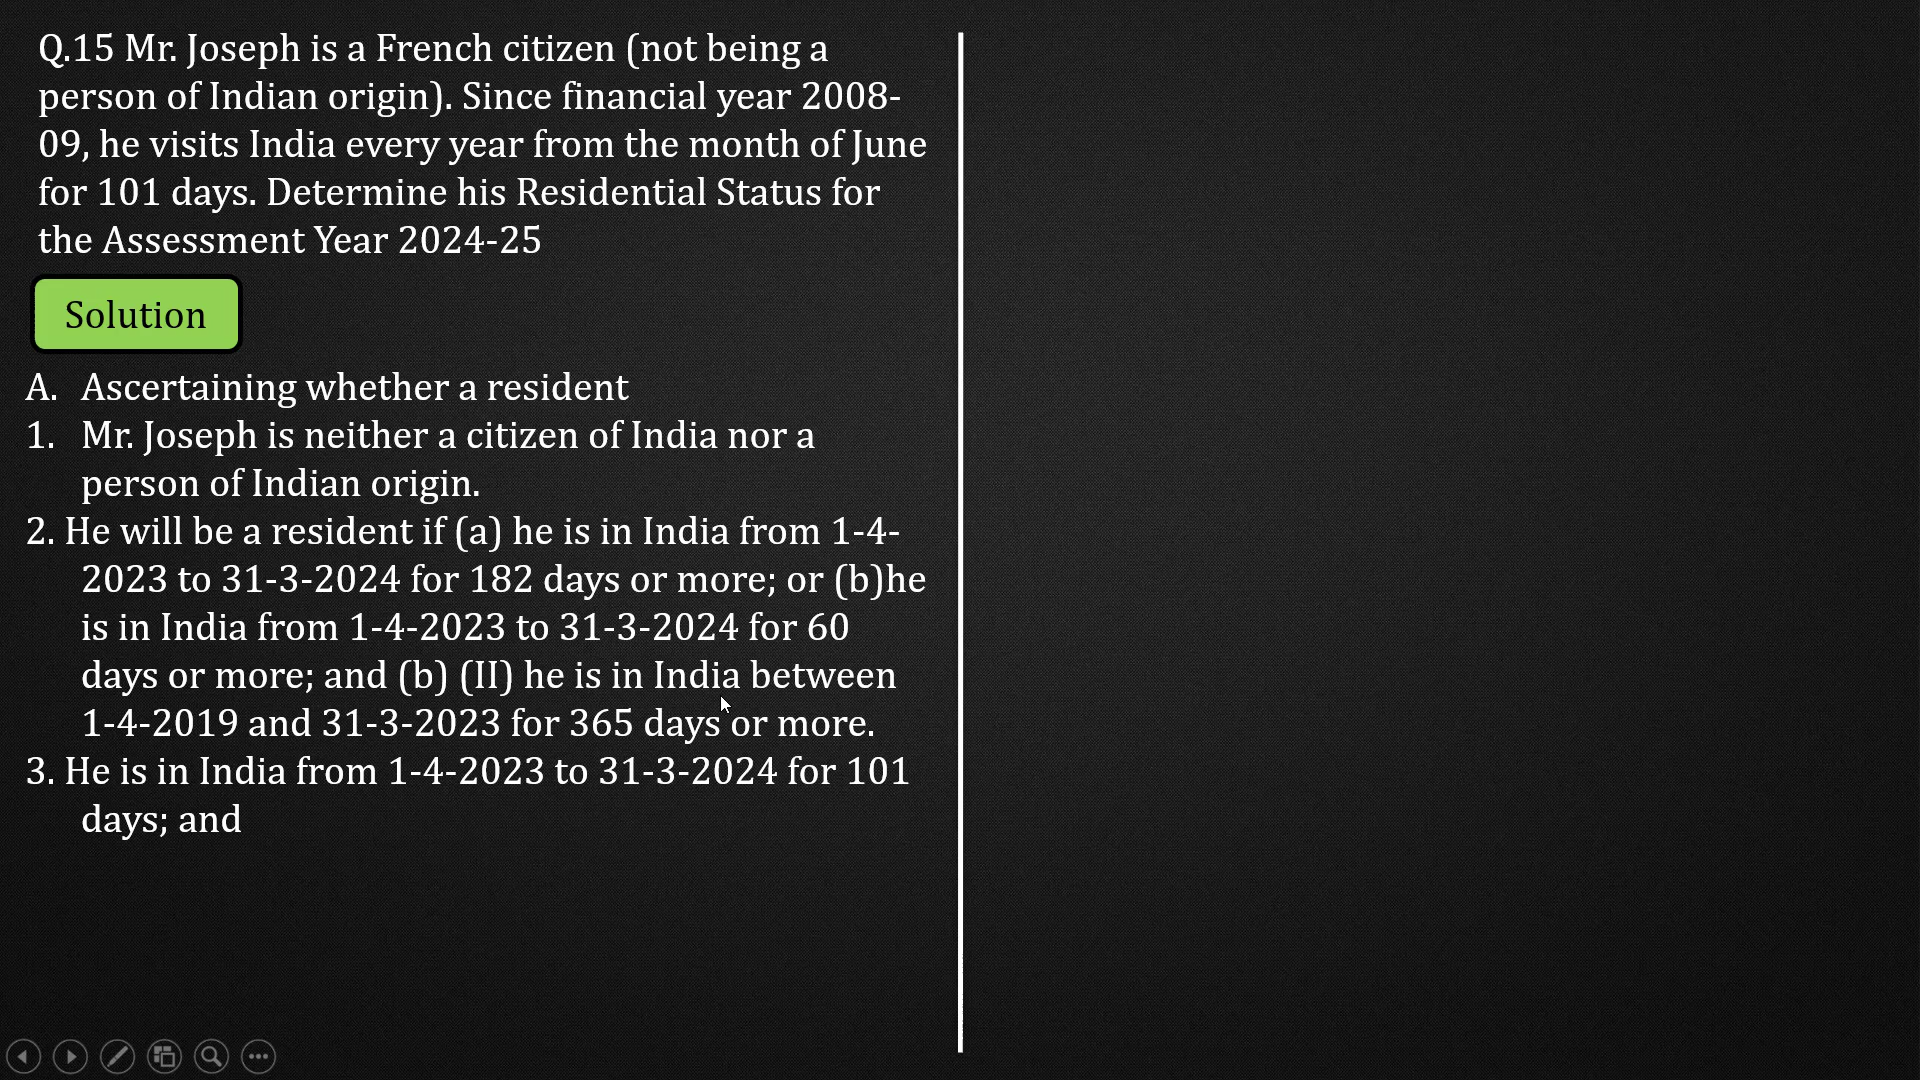 Q.15 Mr. Joseph is a French citizen (not being a
person of Indian origin). Since financial year 2008-
09, he visits India every year from the month of June
for 101 days. Determine his Residential Status for
the Assessment Year 2024-25
Solution
A. Ascertaining whether a resident
1. Mr. Joseph is neither a citizen of India nor a
person of Indian origin.
2. He will be a resident if (a) he is in India from 1-4-
2023 to 31-3-2024 for 182 days or more; or (b)he
is in India from 1-4-2023 to 31-3-2024 for 60
days or more; and (b) (II) he is in India between
1-4-2019 and 31-3-2023 for 365 days or more.
3. He is in India from 1-4-2023 to 31-3-2024 for 101
days; and